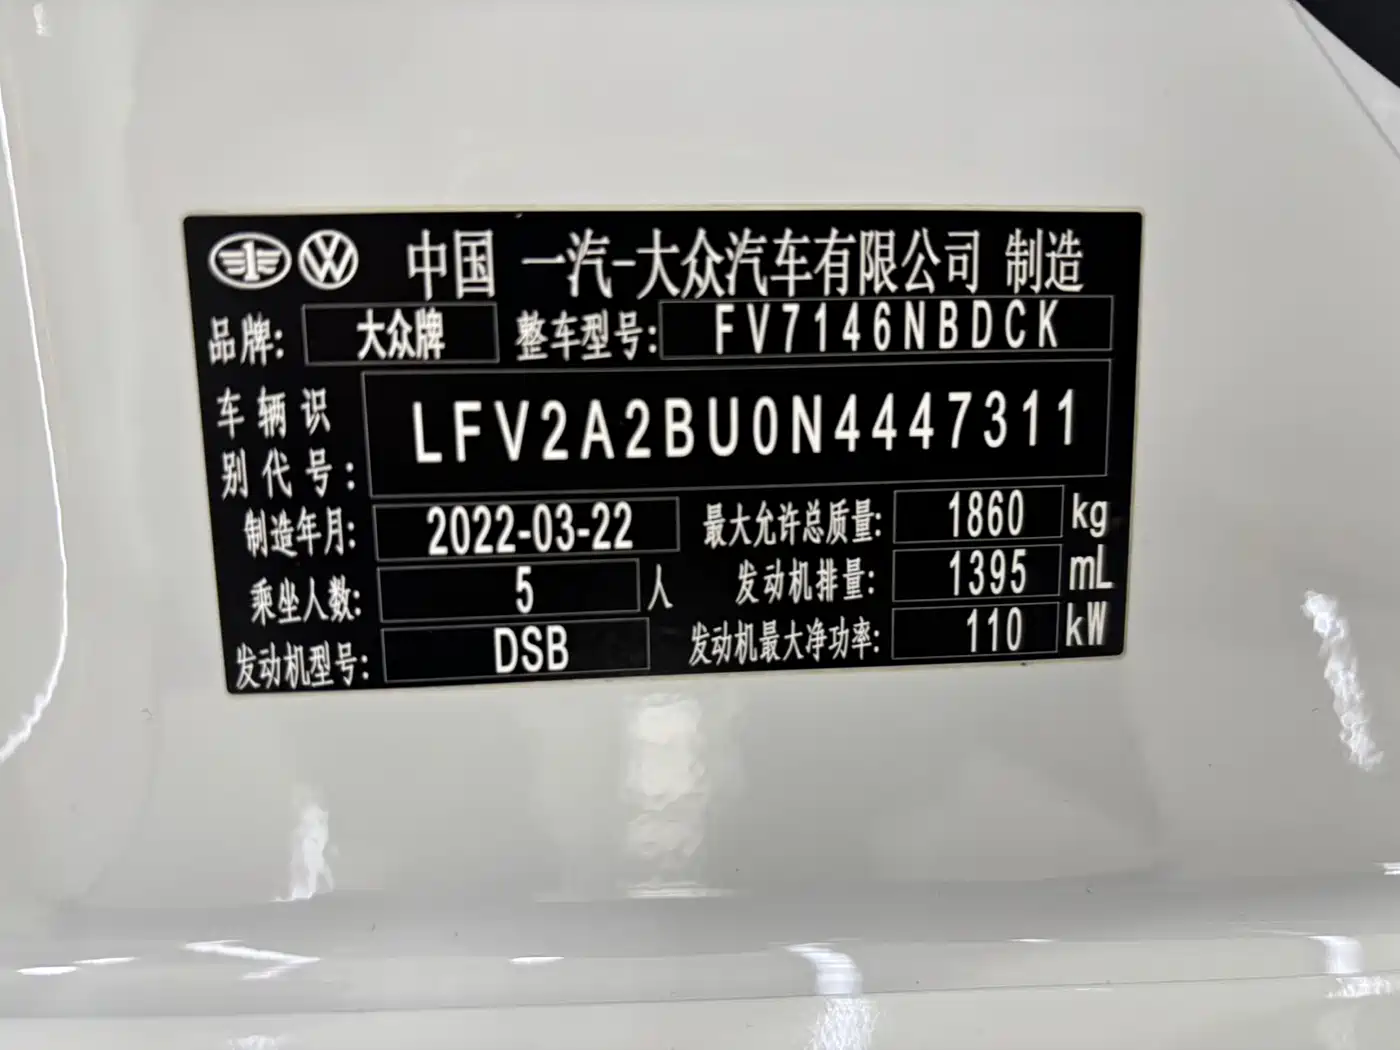 中国 一汽-大众汽车有限公司 制造
品牌: 大众牌 整车型号: FV7146NBDCK
车辆识别代号: LFV2A2BU0N4447311
制造年月: 2022-03-22 最大允许总质量: 1860 kg
乘坐人数: 5 人 发动机排量: 1395 mL
发动机型号: DSB 发动机最大净功率: 110 kW